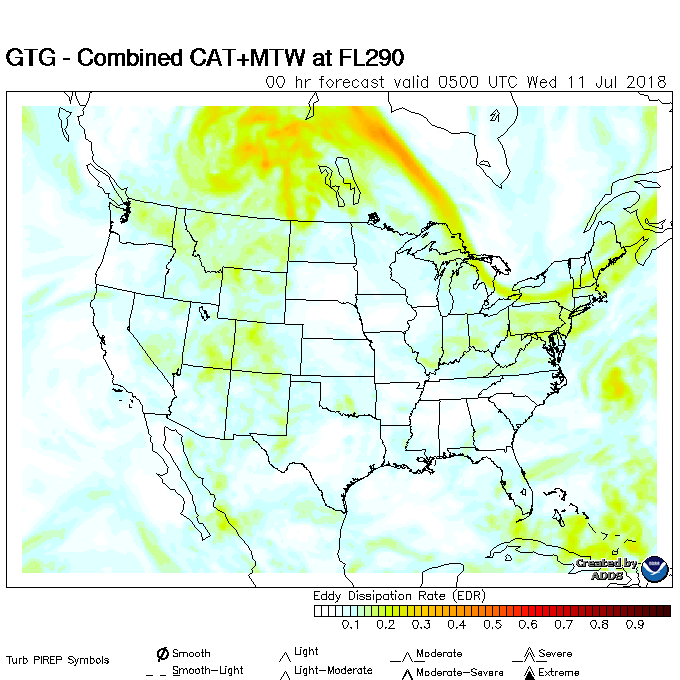 GTG - Combined CAT+MTW at FL290
00 hr forecast valid 0500 UTC Wed 11 Jul 2018
Created by
ADDS
Eddy Dissipation Rate (EDR)
0.1 0.2 0.3 0.4 0.5 0.6 0.7 0.8 0.9
Turb PIREP Symbols
Smooth Light Moderate Severe
Smooth-Light Light-Moderate Moderate-Severe Extreme